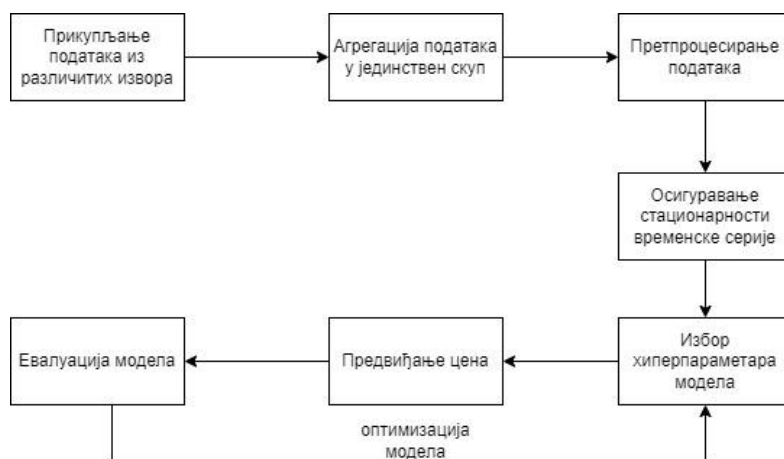 Прикупљање
података из
различитих извора
Агрегација података
у јединствен скуп
Претпроцесирање
података
Осигуравање
стационарности
временске серије
Избор
хиперпараметара
модела
Предвиђање цена
Евалуација модела
оптимизација
модела